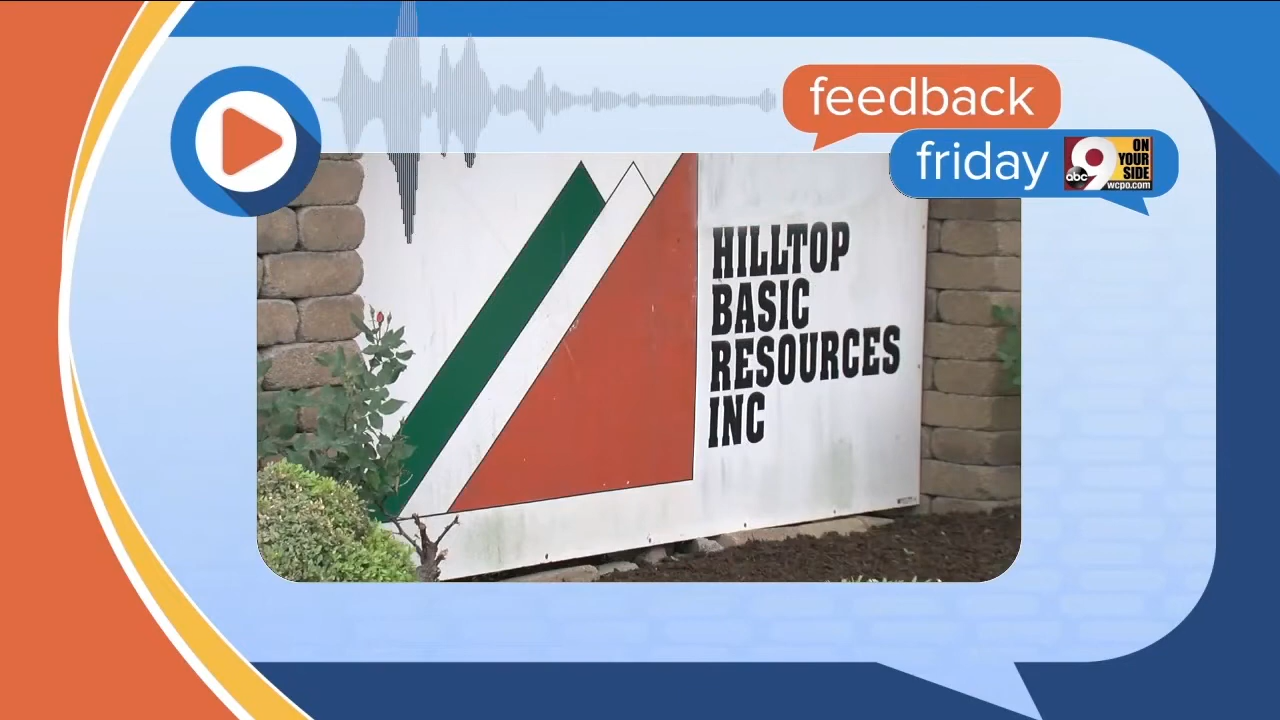 feedback
friday
abc 9 ON
YOUR
SIDE
wcpo.com
HILLTOP
BASIC
RESOURCES
INC